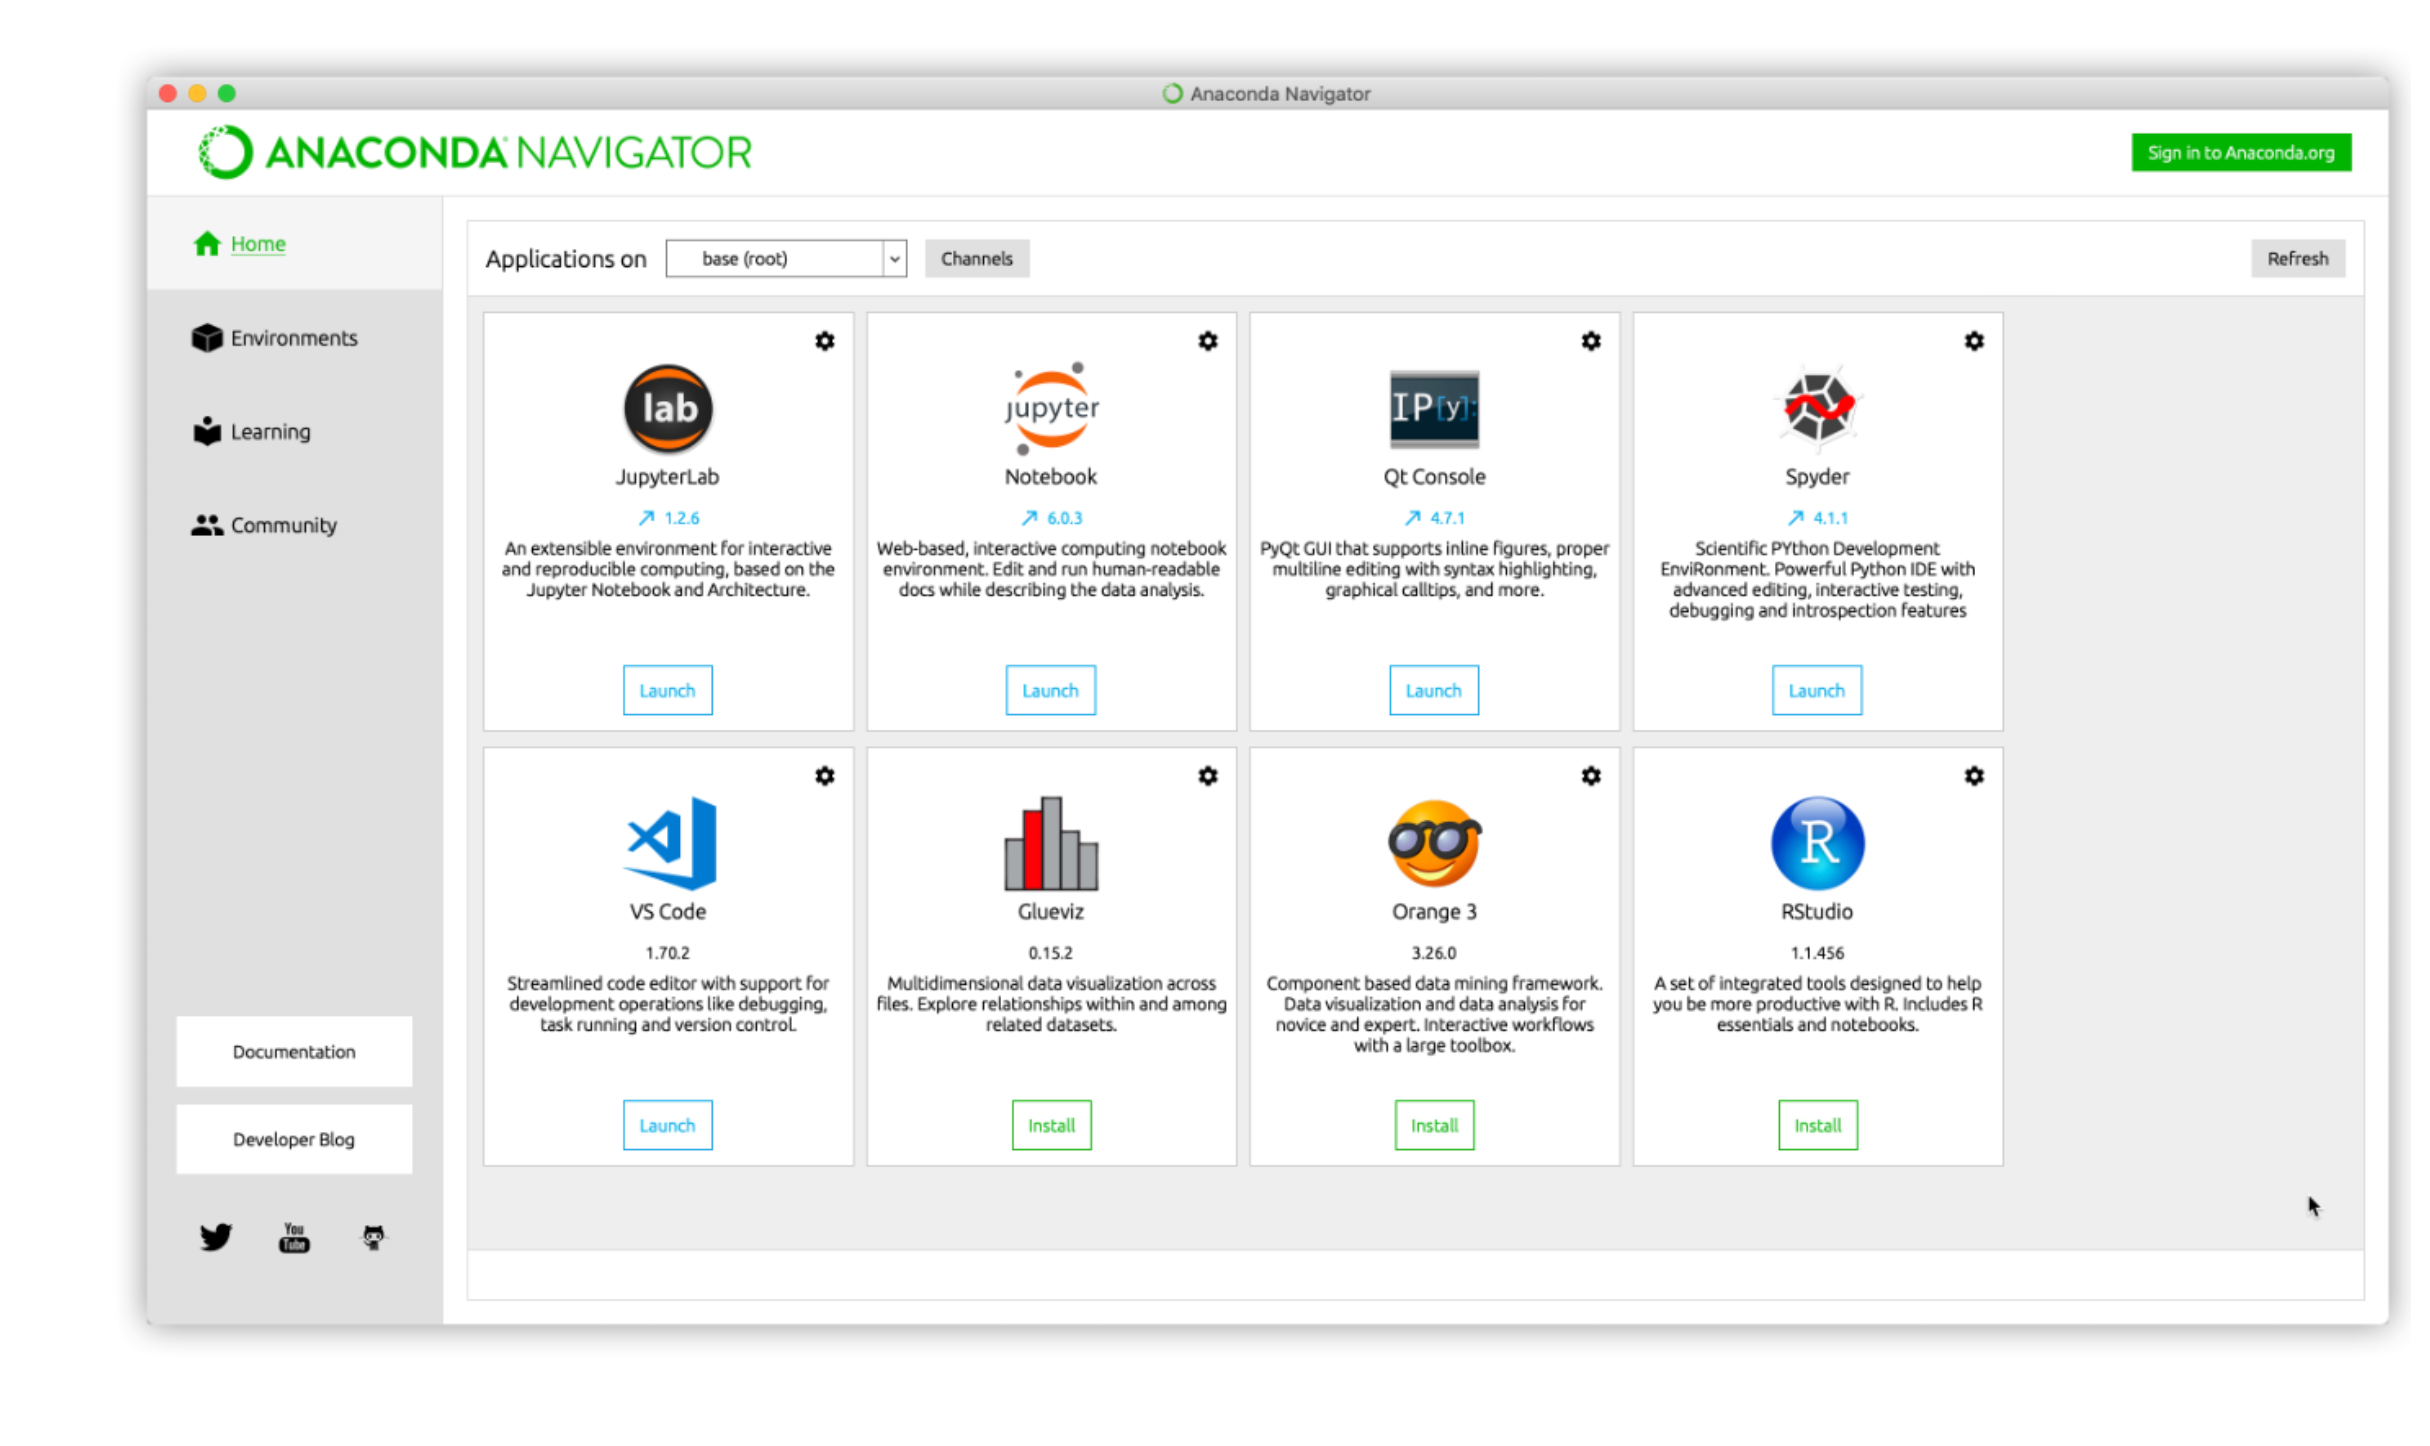 Anaconda Navigator
ANACONDA NAVIGATOR
Sign in to Anaconda.org
Home
Environments
Learning
Community
Documentation
Developer Blog
You
Tube
Applications on
base (root)
Channels
Refresh
lab
JupyterLab
1.2.6
An extensible environment for interactive
and reproducible computing, based on the
Jupyter Notebook and Architecture.
Launch
jupyter
Notebook
6.0.3
Web-based, interactive computing notebook
environment. Edit and run human-readable
docs while describing the data analysis.
Launch
IP[y]:
Qt Console
4.7.1
PyQt GUI that supports inline figures, proper
multiline editing with syntax highlighting,
graphical calltips, and more.
Launch
Spyder
4.1.1
Scientific PYthon Development
EnviRonment. Powerful Python IDE with
advanced editing, interactive testing,
debugging and introspection features
Launch
VS Code
1.70.2
Streamlined code editor with support for
development operations like debugging,
task running and version control.
Launch
Glueviz
0.15.2
Multidimensional data visualization across
files. Explore relationships within and among
related datasets.
Install
Orange 3
3.26.0
Component based data mining framework.
Data visualization and data analysis for
novice and expert. Interactive workflows
with a large toolbox.
Install
R
RStudio
1.1.456
A set of integrated tools designed to help
you be more productive with R. Includes R
essentials and notebooks.
Install